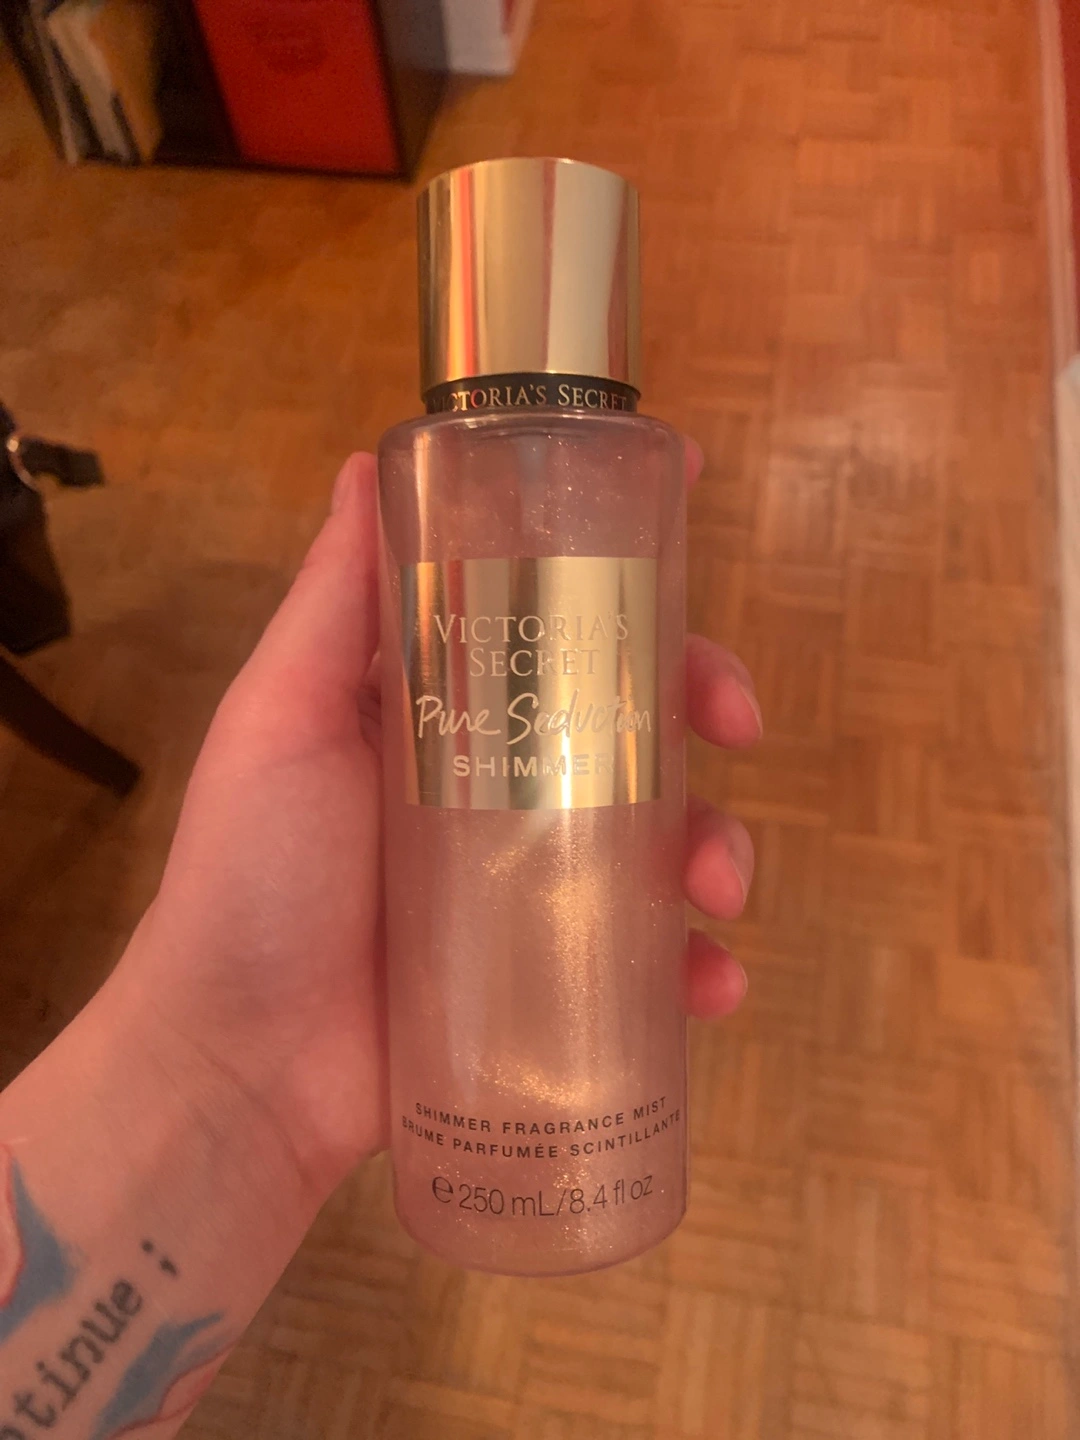 VICTORIA'S SECRET
VICTORIA'S
SECRET
Pure Seduction
SHIMMER
SHIMMER FRAGRANCE MIST
BRUME PARFUMÉE SCINTILLANTE
℮ 250 mL/8.4 fl oz
ntinue ;